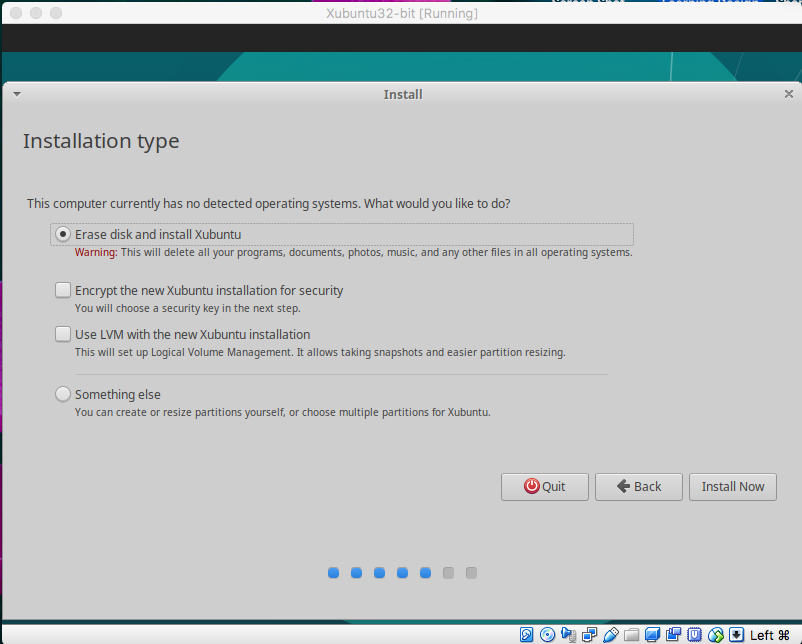 Xubuntu32-bit [Running]
Install
Installation type
This computer currently has no detected operating systems. What would you like to do?
Erase disk and install Xubuntu
Warning: This will delete all your programs, documents, photos, music, and any other files in all operating systems.
Encrypt the new Xubuntu installation for security
You will choose a security key in the next step.
Use LVM with the new Xubuntu installation
This will set up Logical Volume Management. It allows taking snapshots and easier partition resizing.
Something else
You can create or resize partitions yourself, or choose multiple partitions for Xubuntu.
Quit
Back
Install Now
Left ⌘